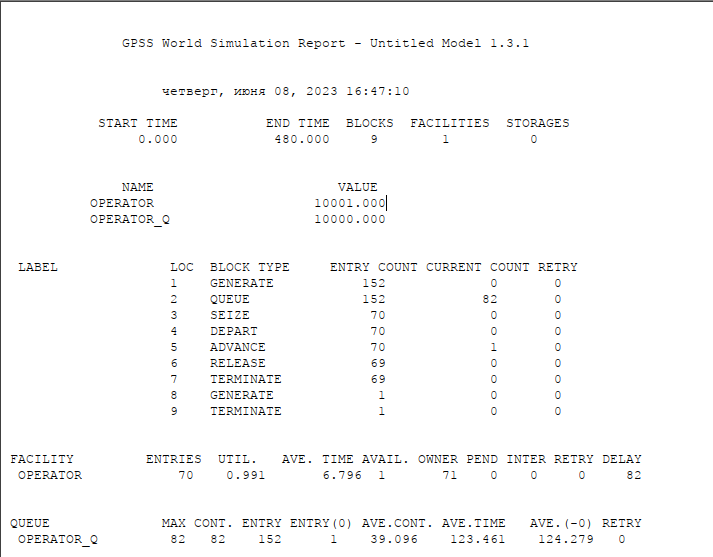 GPSS World Simulation Report - Untitled Model 1.3.1
четверг, июня 08, 2023 16:47:10
START TIME END TIME BLOCKS FACILITIES STORAGES
0.000 480.000 9 1 0
NAME VALUE
OPERATOR 10001.000
OPERATOR_Q 10000.000
LABEL LOC BLOCK TYPE ENTRY COUNT CURRENT COUNT RETRY
1 GENERATE 152 0 0
2 QUEUE 152 82 0
3 SEIZE 70 0 0
4 DEPART 70 0 0
5 ADVANCE 70 1 0
6 RELEASE 69 0 0
7 TERMINATE 69 0 0
8 GENERATE 1 0 0
9 TERMINATE 1 0 0
FACILITY ENTRIES UTIL. AVE. TIME AVAIL. OWNER PEND INTER RETRY DELAY
OPERATOR 70 0.991 6.796 1 71 0 0 0 82
QUEUE MAX CONT. ENTRY ENTRY(0) AVE.CONT. AVE.TIME AVE.(-0) RETRY
OPERATOR_Q 82 82 152 1 39.096 123.461 124.279 0